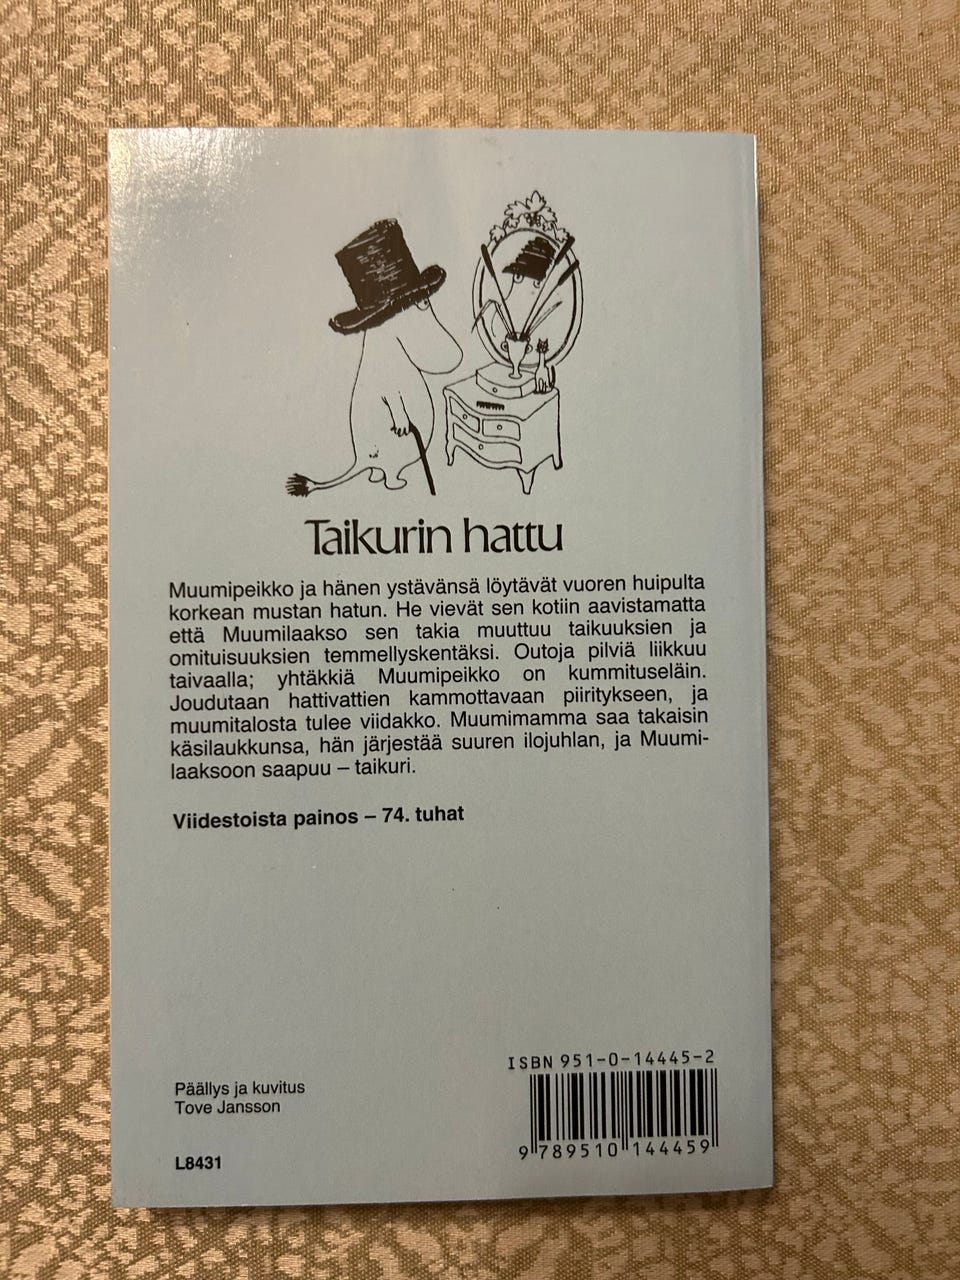 Taikurin hattu
Muumipeikko ja hänen ystävänsä löytävät vuoren huipulta
korkean mustan hatun. He vievät sen kotiin aavistamatta
että Muumilaakso sen takia muuttuu taikuuksien ja
omituisuuksien temmellyskentäksi. Outoja pilviä liikkuu
taivaalla; yhtäkkiä Muumipeikko on kummituseläin.
Joudutaan hattivattien kammottavaan piiritykseen, ja
muumitalosta tulee viidakko. Muumimamma saa takaisin
käsilaukkunsa, hän järjestää suuren ilojuhlan, ja Muumi-
laaksoon saapuu – taikuri.
Viidestoista painos – 74. tuhat
Päällys ja kuvitus
Tove Jansson
L8431
ISBN 951-0-14445-2
9 789510 144459